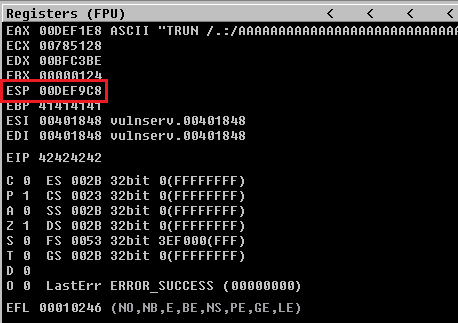 Registers (FPU) < < < <
EAX 00DEF1E8 ASCII "TRUN /.:/AAAAAAAAAAAAAAAAAAAAAAAAAAAA
ECX 00785128
EDX 00BFC3BE
EBX 00000124
ESP 00DEF9C8
EBP 41414141
ESI 00401848 vulnserv.00401848
EDI 00401848 vulnserv.00401848
EIP 42424242
C 0 ES 002B 32bit 0(FFFFFFFF)
P 1 CS 0023 32bit 0(FFFFFFFF)
A 0 SS 002B 32bit 0(FFFFFFFF)
Z 1 DS 002B 32bit 0(FFFFFFFF)
S 0 FS 0053 32bit 3EF000(FFF)
T 0 GS 002B 32bit 0(FFFFFFFF)
D 0
O 0 LastErr ERROR_SUCCESS (00000000)
EFL 00010246 (NO,NB,E,BE,NS,PE,GE,LE)